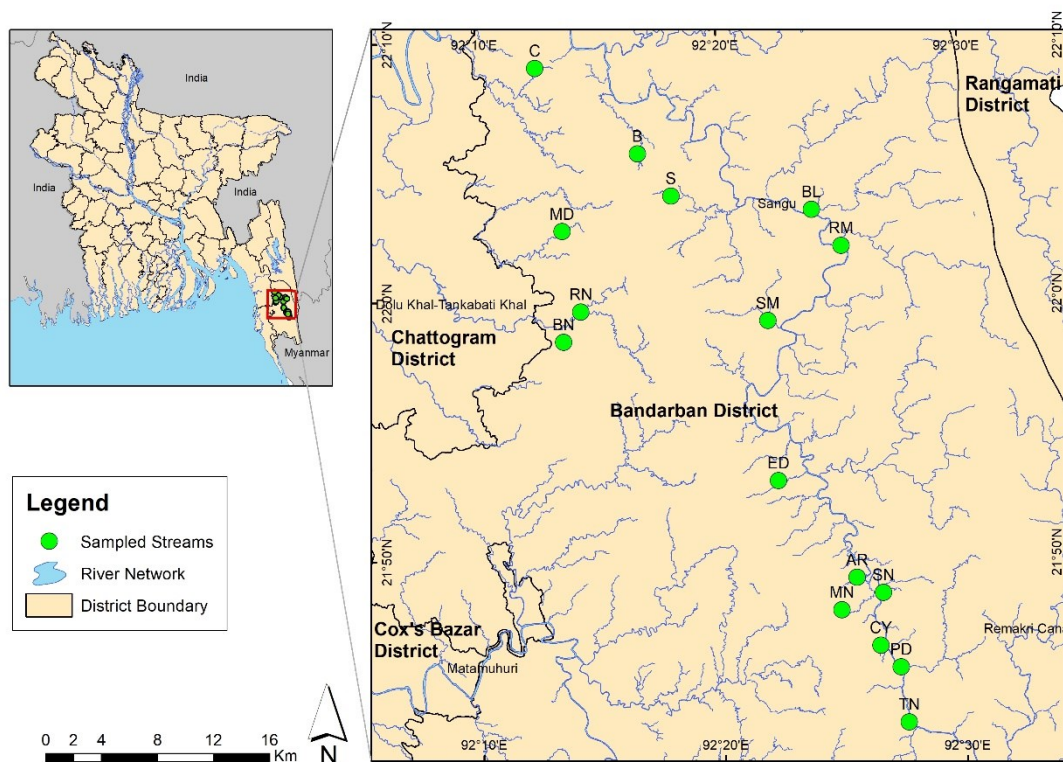 India
India
India
Myanmar
Legend
Sampled Streams
River Network
District Boundary
0 2 4 8 12 16
Km
N
92°10'E
92°20'E
92°30'E
22°10'N
22°10'N
C
Rangamati
District
B
S
BL
Sangu
MD
RM
RN
SM
Dolu Khal-Tankabati Khal
22°0'N
22°0'N
BN
Chattogram
District
Bandarban District
ED
21°50'N
21°50'N
AR
SN
MN
Cox's Bazar
District
Remakri Cana
CY
PD
Matamuhuri
TN
92°10'E
92°20'E
92°30'E